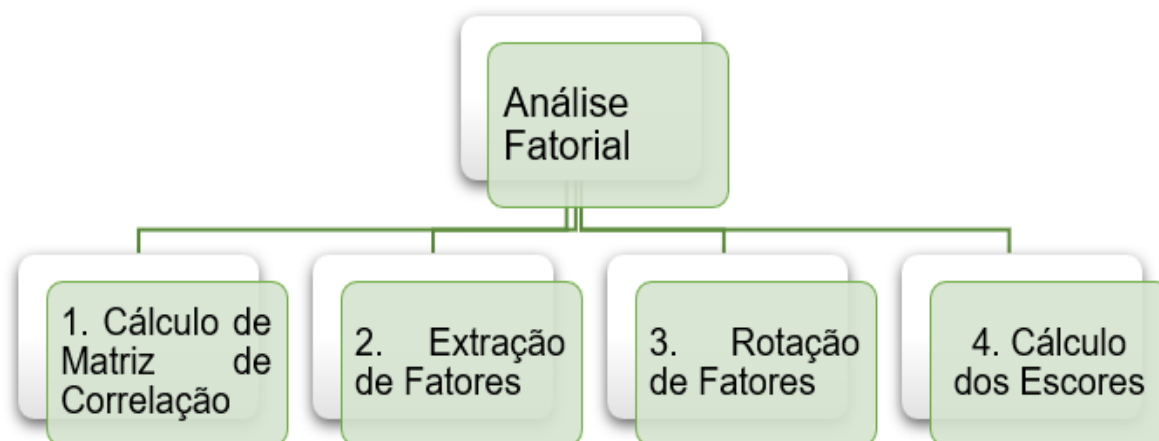 Análise
Fatorial
1. Cálculo de
Matriz de
Correlação
2. Extração
de Fatores
3. Rotação
de Fatores
4. Cálculo
dos Escores